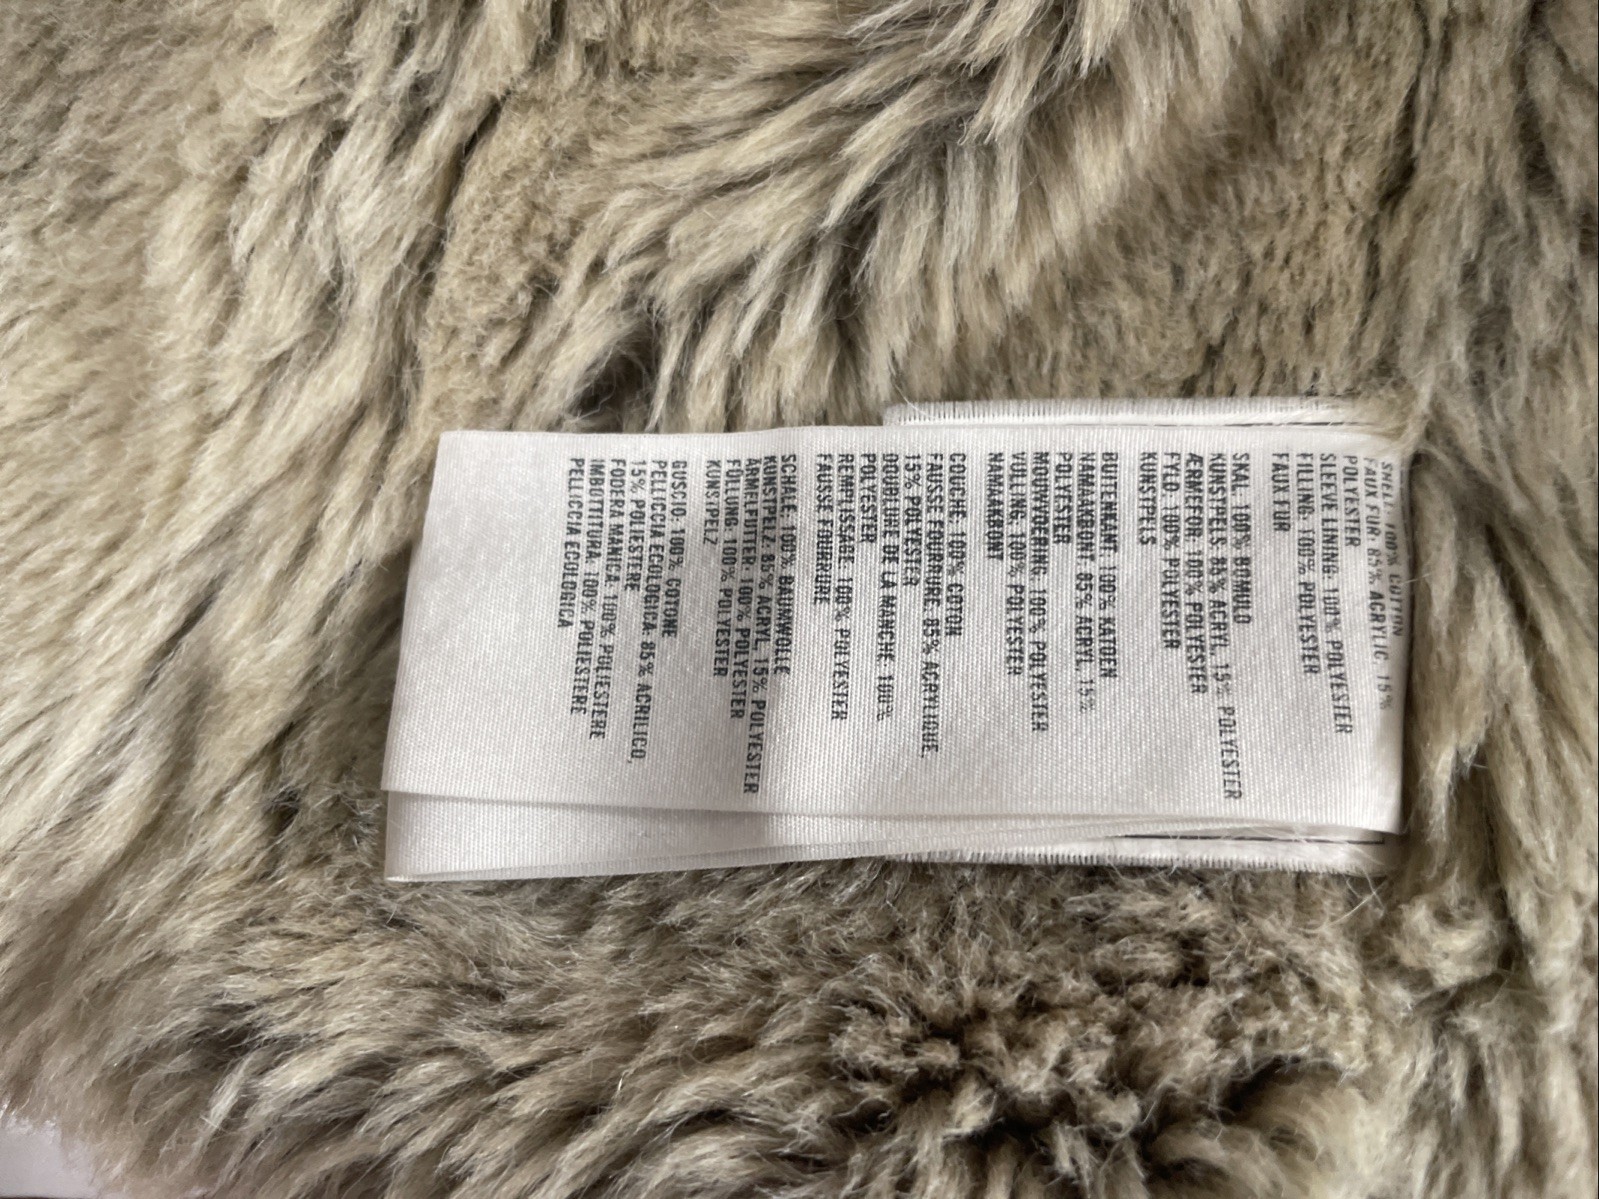 SHELL: 100% COTTON
FAUX FUR: 85% ACRYLIC, 15%
POLYESTER
SLEEVE LINING: 100% POLYESTER
FILLING: 100% POLYESTER
FAUX FUR
SKAL: 100% BOMULD
KUNSTPELS: 85% ACRYL, 15% POLYESTER
ÆRMEFOR: 100% POLYESTER
FYLD: 100% POLYESTER
KUNSTPELS
BUITENKANT: 100% KATOEN
NAMAAKBONT: 85% ACRYL, 15%
POLYESTER
MOUWVOERING: 100% POLYESTER
VULLING: 100% POLYESTER
NAMAAKBONT
COUCHE: 100% COTON
FAUSSE FOURRURE: 85% ACRYLIQUE,
15% POLYESTER
DOUBLURE DE LA MANCHE: 100%
POLYESTER
REMPLISSAGE: 100% POLYESTER
FAUSSE FOURRURE
SCHALE: 100% BAUMWOLLE
KUNSTPELZ: 85% ACRYL, 15% POLYESTER
ÄRMELFUTTER: 100% POLYESTER
FÜLLUNG: 100% POLYESTER
KUNSTPELZ
GUSCIO: 100% COTONE
PELLICCIA ECOLOGICA: 85% ACRILICO,
15% POLIESTERE
FODERA MANICA: 100% POLIESTERE
IMBOTTITURA: 100% POLIESTERE
PELLICCIA ECOLOGICA